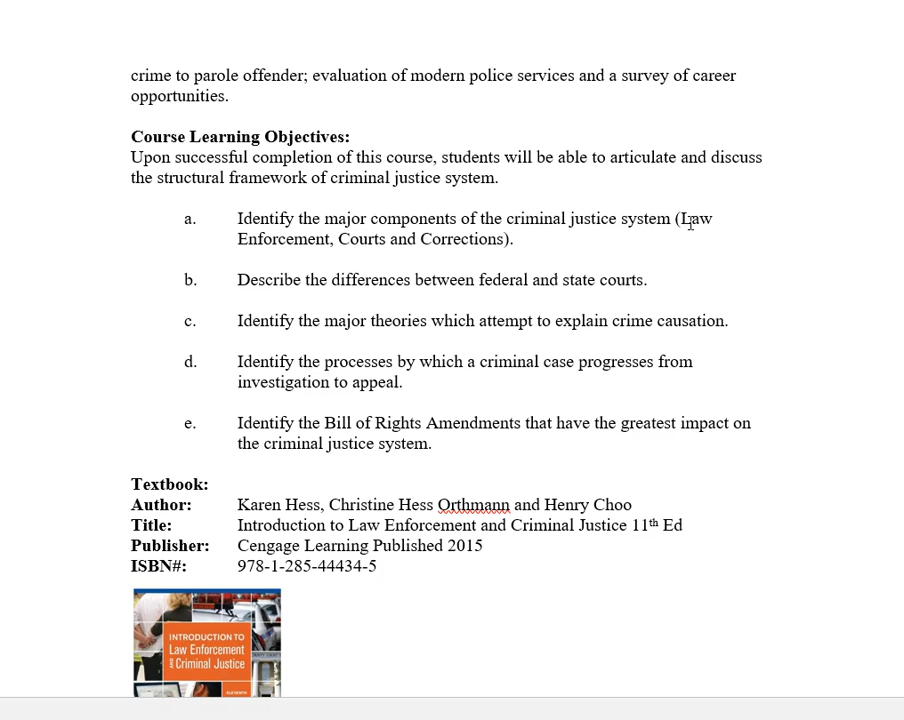 crime to parole offender; evaluation of modern police services and a survey of career
opportunities.
Course Learning Objectives:
Upon successful completion of this course, students will be able to articulate and discuss
the structural framework of criminal justice system.
a. Identify the major components of the criminal justice system (Law
Enforcement, Courts and Corrections).
b. Describe the differences between federal and state courts.
c. Identify the major theories which attempt to explain crime causation.
d. Identify the processes by which a criminal case progresses from
investigation to appeal.
e. Identify the Bill of Rights Amendments that have the greatest impact on
the criminal justice system.
Textbook:
Author: Karen Hess, Christine Hess Orthmann and Henry Choo
Title: Introduction to Law Enforcement and Criminal Justice 11th Ed
Publisher: Cengage Learning Published 2015
ISBN#: 978-1-285-44434-5
INTRODUCTION TO
Law Enforcement
AND Criminal Justice
ELEVENTH